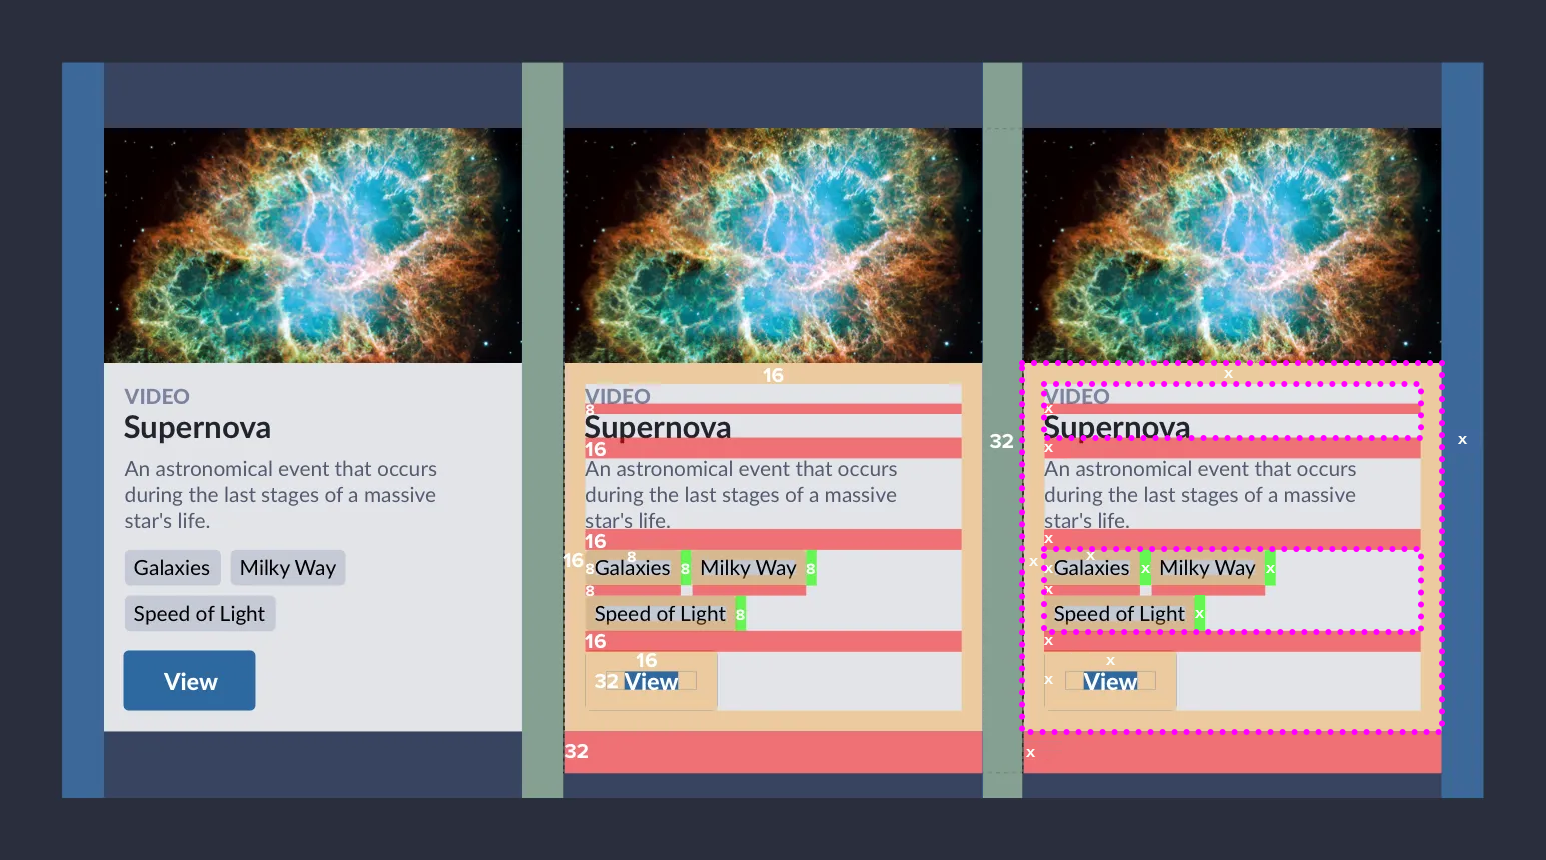 VIDEO
Supernova
An astronomical event that occurs
during the last stages of a massive
star's life.
Galaxies
Milky Way
Speed of Light
View
16
VIDEO
8
Supernova
32
16
An astronomical event that occurs
during the last stages of a massive
star's life.
16
16
8
8
Galaxies
8
Milky Way
8
8
Speed of Light
8
16
16
32
View
32
x
VIDEO
x
Supernova
x
x
An astronomical event that occurs
during the last stages of a massive
star's life.
x
x
x
x
Galaxies
x
Milky Way
x
x
Speed of Light
x
x
x
x
View
x